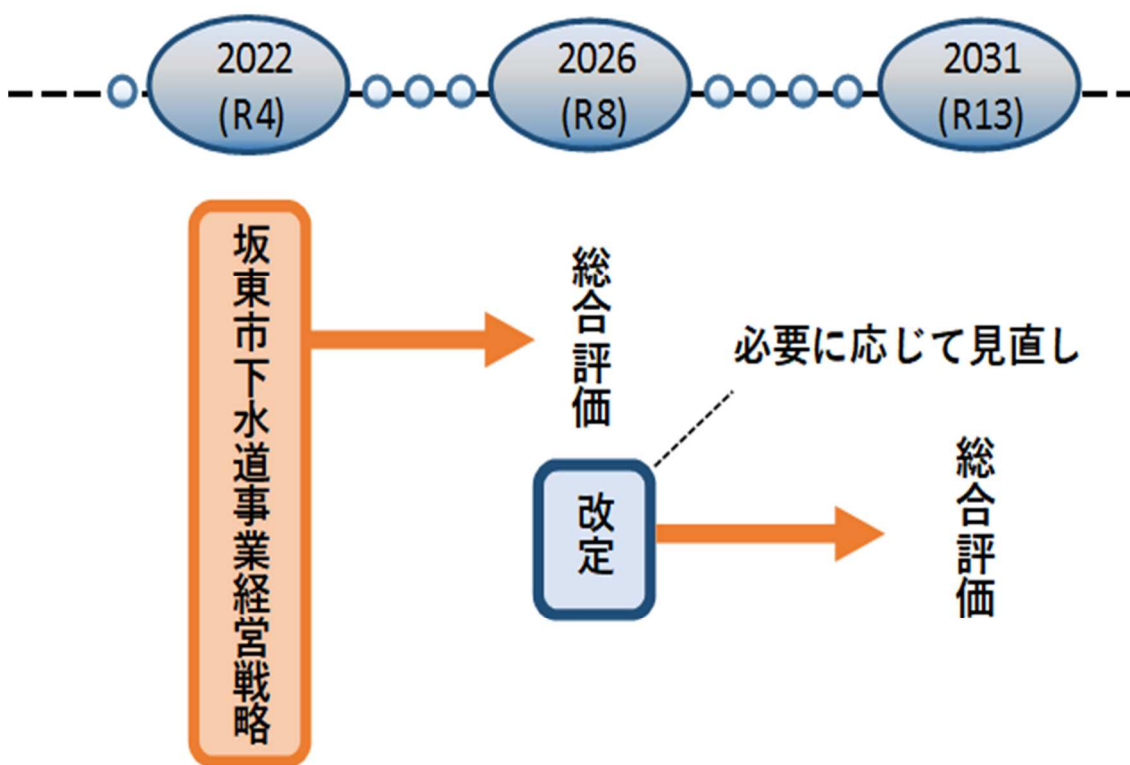 2022
(R4)
2026
(R8)
2031
(R13)
坂東市下水道事業経営戦略
総合評価
必要に応じて見直し
改定
総合評価